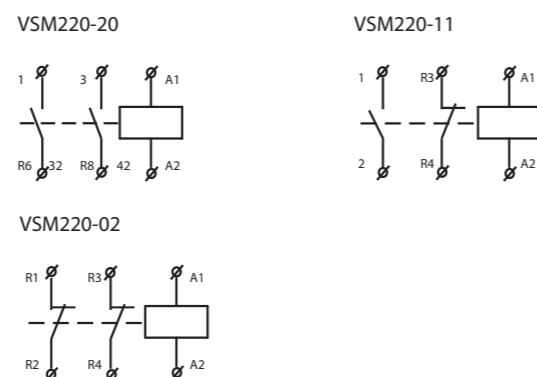 VSM220-20
VSM220-11
1 3 A1
R6 32 R8 42 A2
1 R3 A1
2 R4 A2
VSM220-02
R1 R3 A1
R2 R4 A2